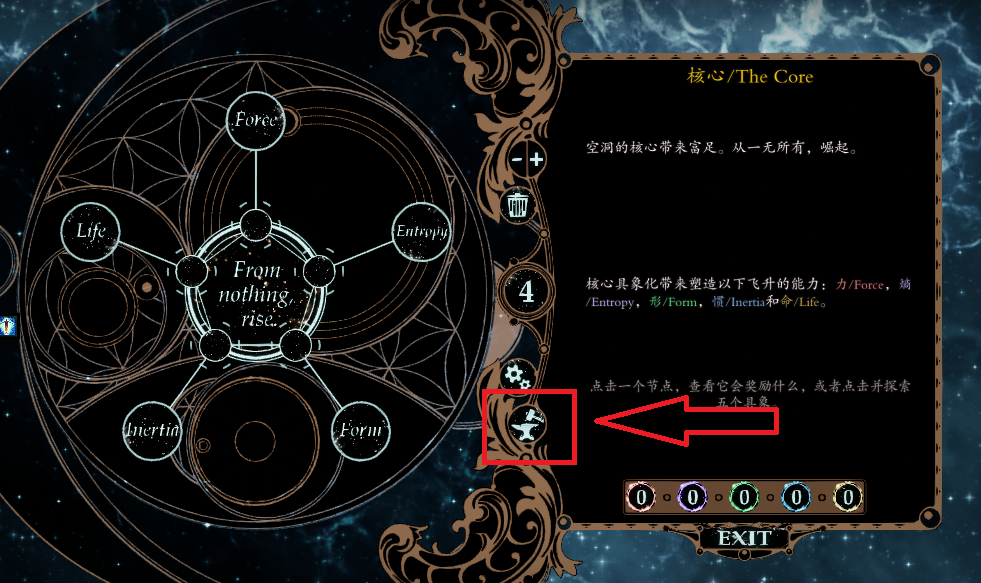 核心/The Core
空洞的核心带来富足。从一无所有，崛起。
核心具象化带来塑造以下飞升的能力：力/Force，熵
/Entropy，形/Form，惯/Inertia和命/Life。
点击一个节点，查看它会奖励什么，或者点击并探索
五个具象。
Force
Life
Entropy
From
nothing,
rise.
Inertia
Form
- +
4
0 0 0 0 0
EXIT